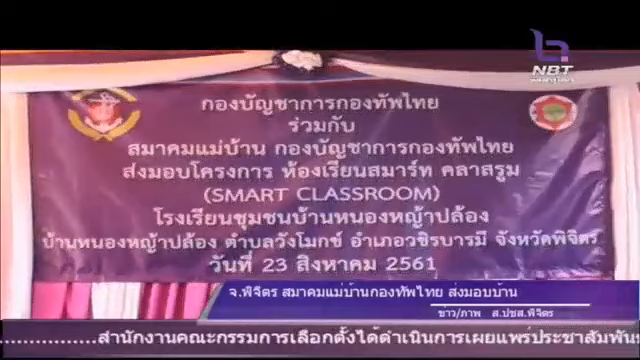 NBT
กองบัญชาการกองทัพไทย
ร่วมกับ
สมาคมแม่บ้าน กองบัญชาการกองทัพไทย
ส่งมอบโครงการ ห้องเรียนสมาร์ท คลาสรูม
(SMART CLASSROOM)
โรงเรียนชุมชนบ้านหนองหญ้าปล้อง
บ้านหนองหญ้าปล้อง ตำบลวังโมกข์ อำเภอวชิรบารมี จังหวัดพิจิตร
วันที่ 23 สิงหาคม 2561
จ.พิจิตร สมาคมแม่บ้านกองทัพไทย ส่งมอบบ้าน
ข่าว/ภาพ ส.ปชส.พิจิตร
...............สำนักงานคณะกรรมการเลือกตั้งได้ดำเนินการเผยแพร่ประชาสัมพัน